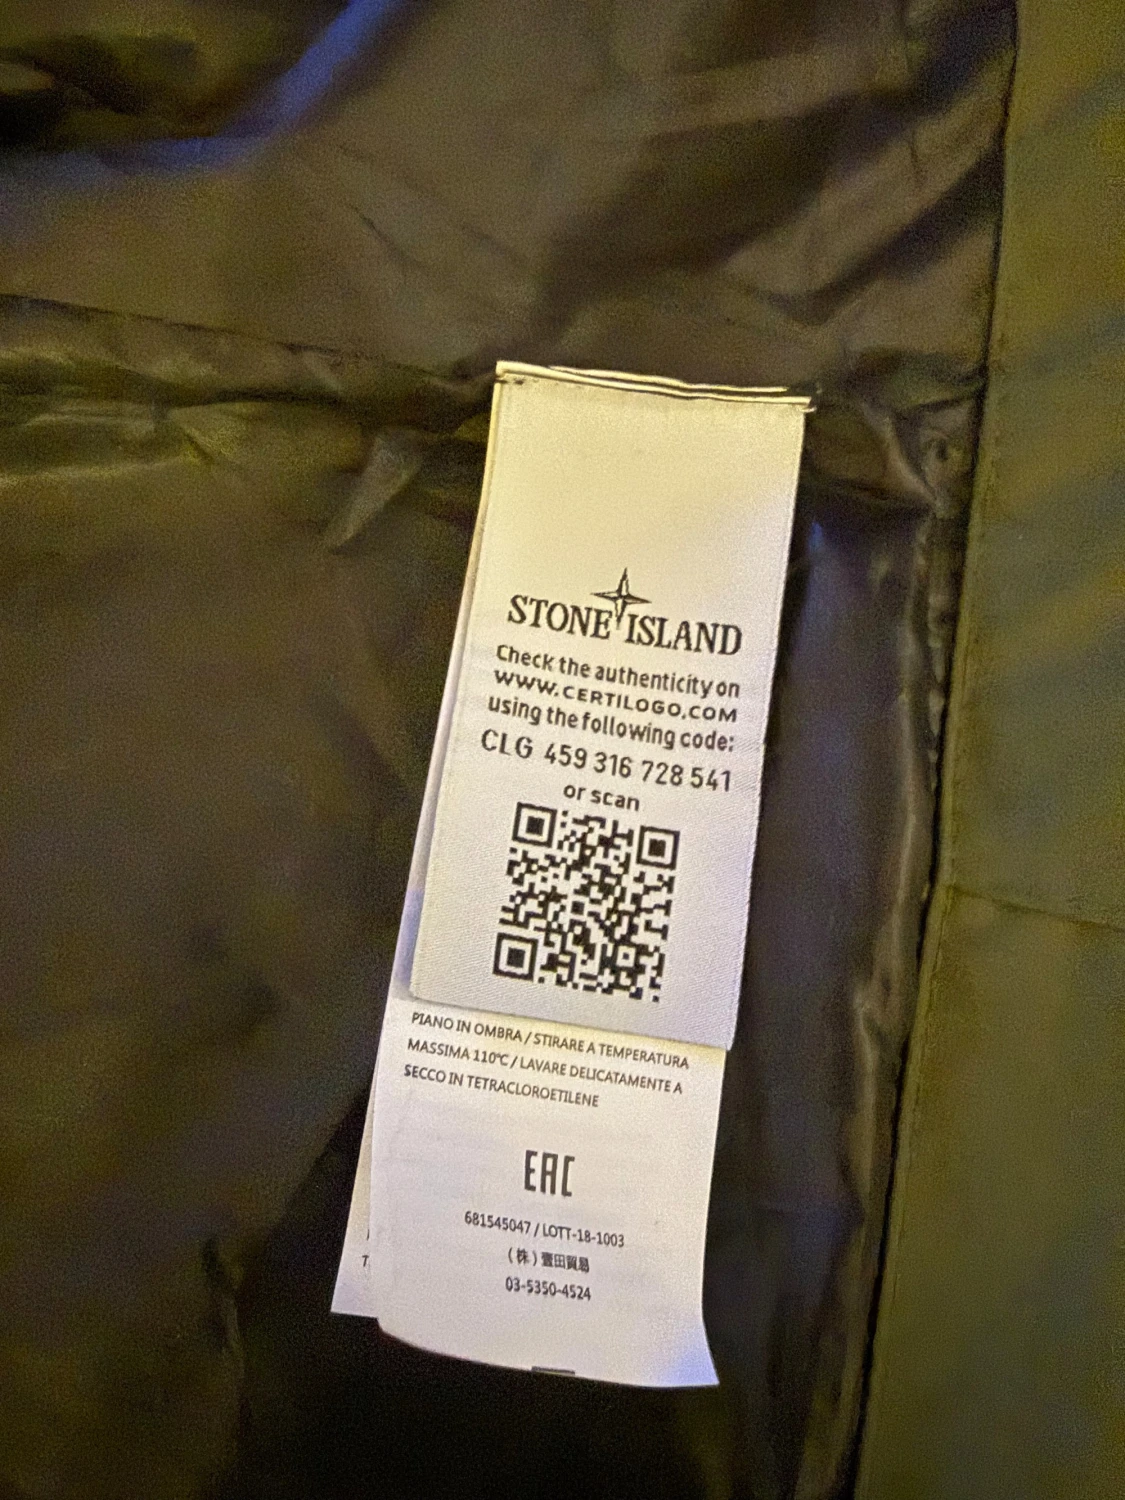 STONE ISLAND
Check the authenticity on
WWW.CERTILOGO.COM
using the following code:
CLG 459 316 728 541
or scan
PIANO IN OMBRA / STIRARE A TEMPERATURA
MASSIMA 110°C / LAVARE DELICATAMENTE A
SECCO IN TETRACLOROETILENE
EAC
681545047 / LOTT-18-1003
(株)豊田貿易
03-5350-4524